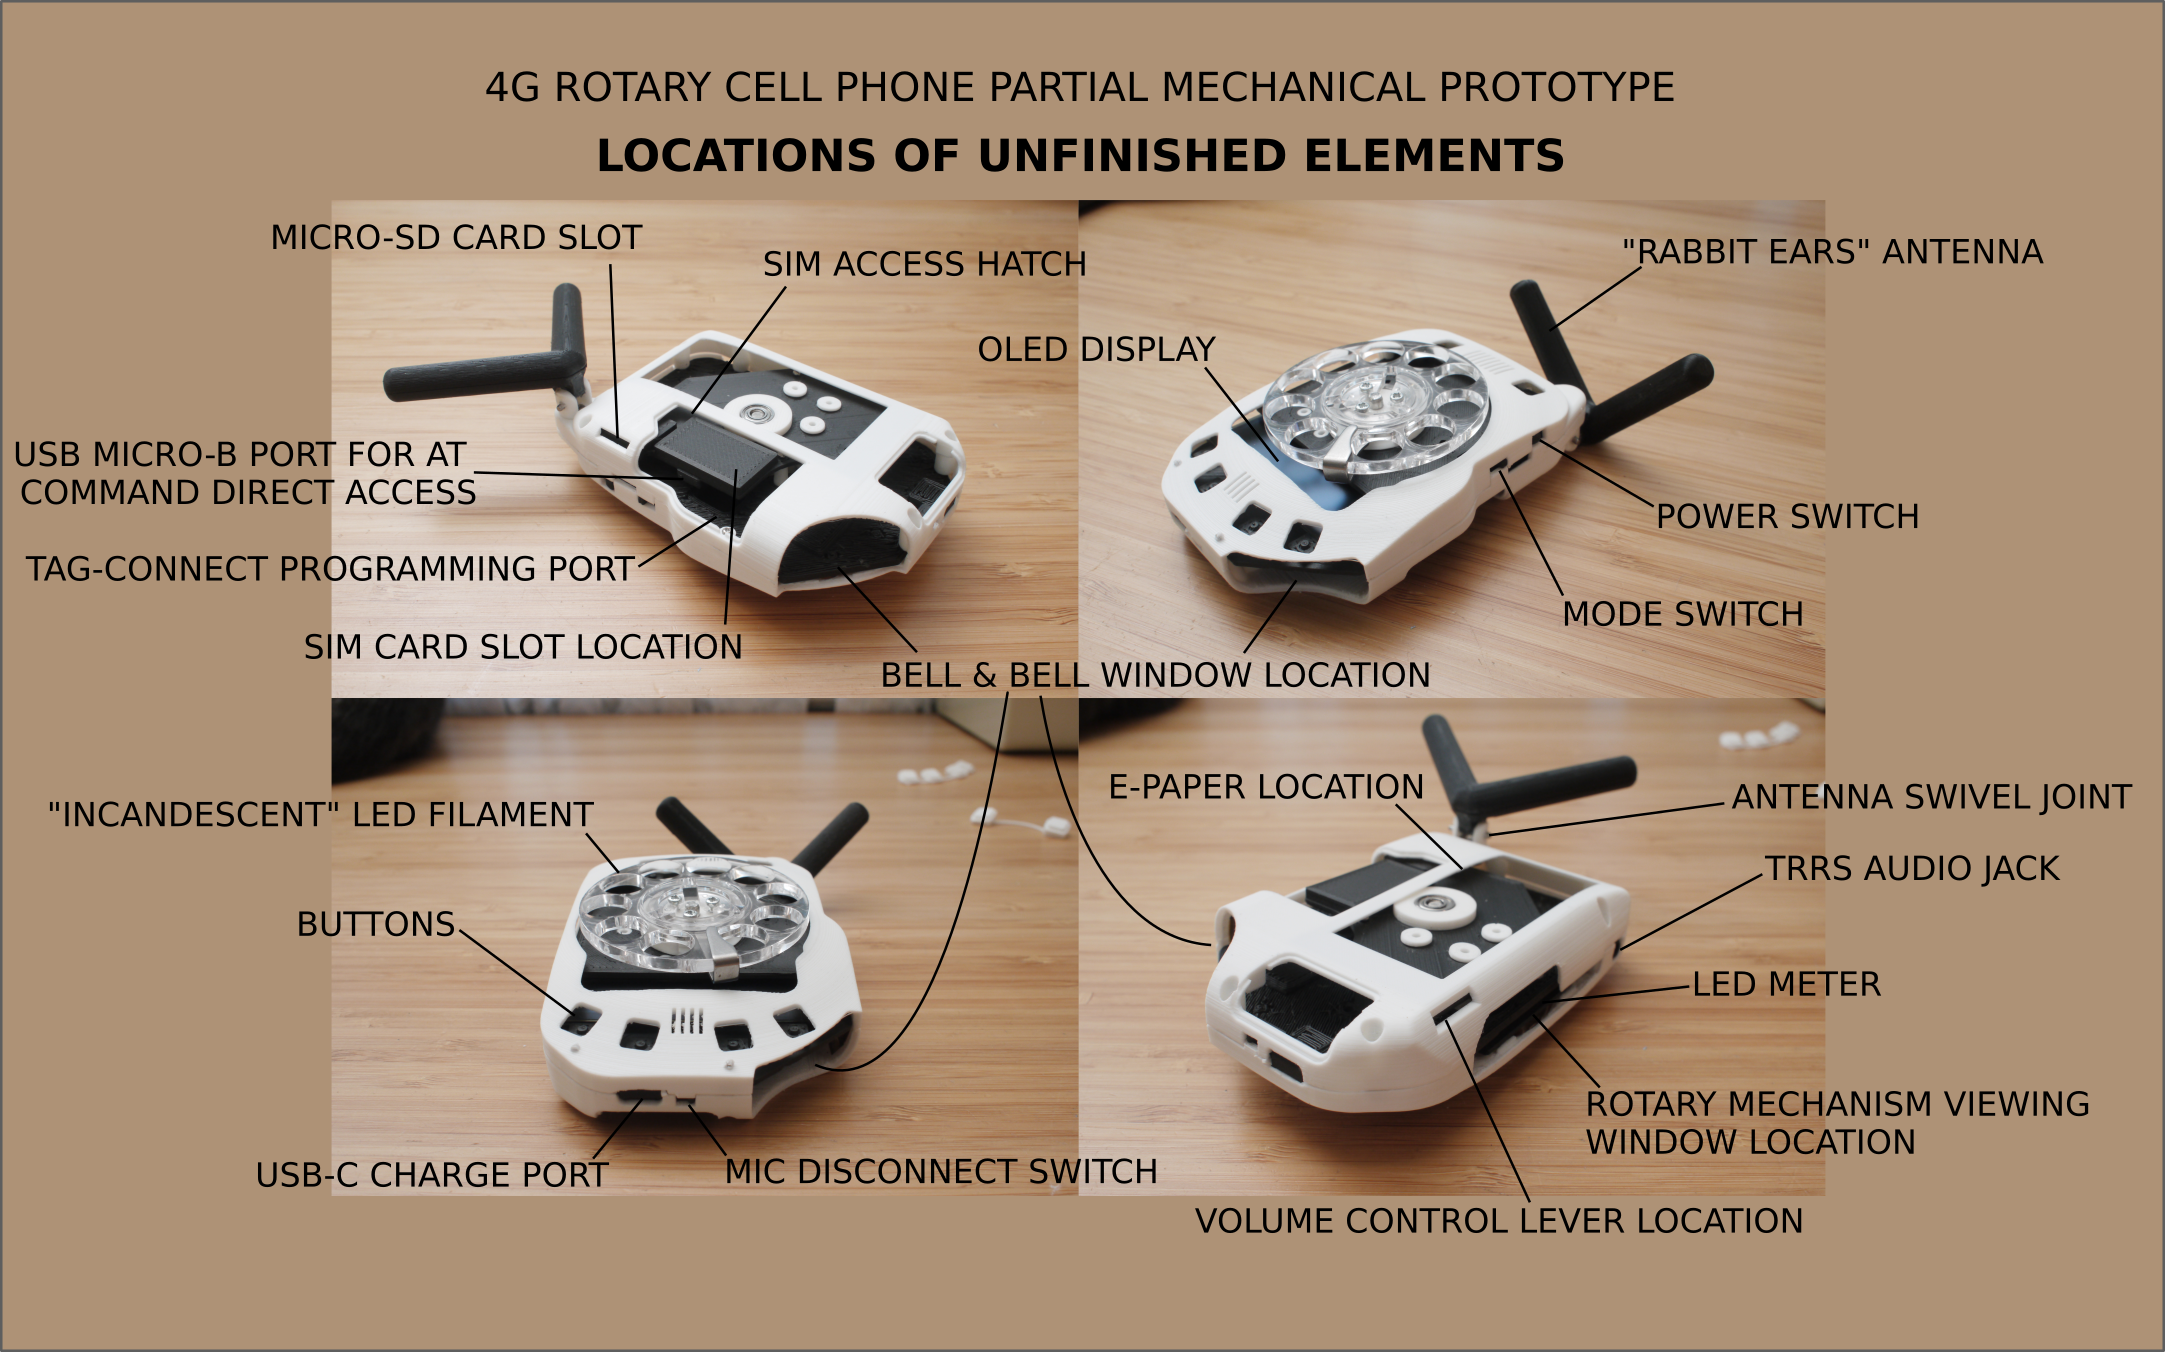 4G ROTARY CELL PHONE PARTIAL MECHANICAL PROTOTYPE
LOCATIONS OF UNFINISHED ELEMENTS
MICRO-SD CARD SLOT
SIM ACCESS HATCH
USB MICRO-B PORT FOR AT
COMMAND DIRECT ACCESS
TAG-CONNECT PROGRAMMING PORT
SIM CARD SLOT LOCATION
"RABBIT EARS" ANTENNA
OLED DISPLAY
POWER SWITCH
MODE SWITCH
BELL & BELL WINDOW LOCATION
"INCANDESCENT" LED FILAMENT
BUTTONS
USB-C CHARGE PORT
MIC DISCONNECT SWITCH
E-PAPER LOCATION
ANTENNA SWIVEL JOINT
TRRS AUDIO JACK
LED METER
ROTARY MECHANISM VIEWING
WINDOW LOCATION
VOLUME CONTROL LEVER LOCATION